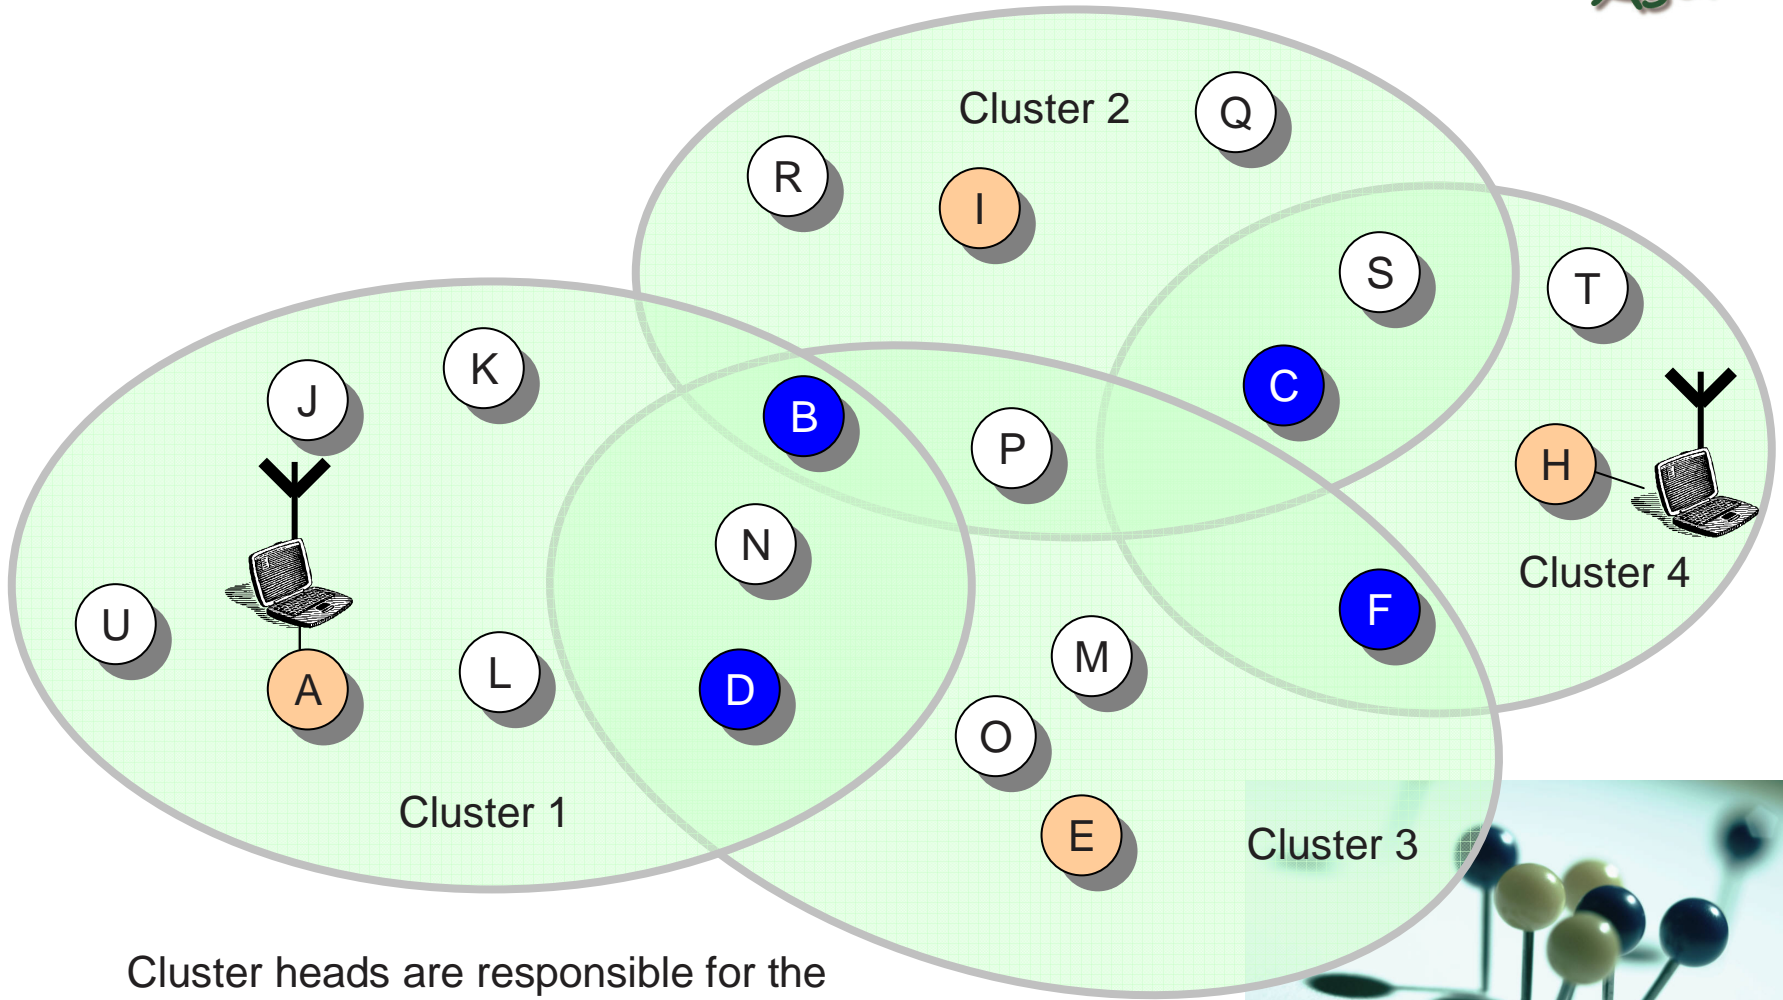 Cluster 2
Q
R
I
S
T
K
J
B
C
P
H
N
Cluster 4
U
F
M
L
A
D
O
Cluster 1
E
Cluster 3
Cluster heads are responsible for the